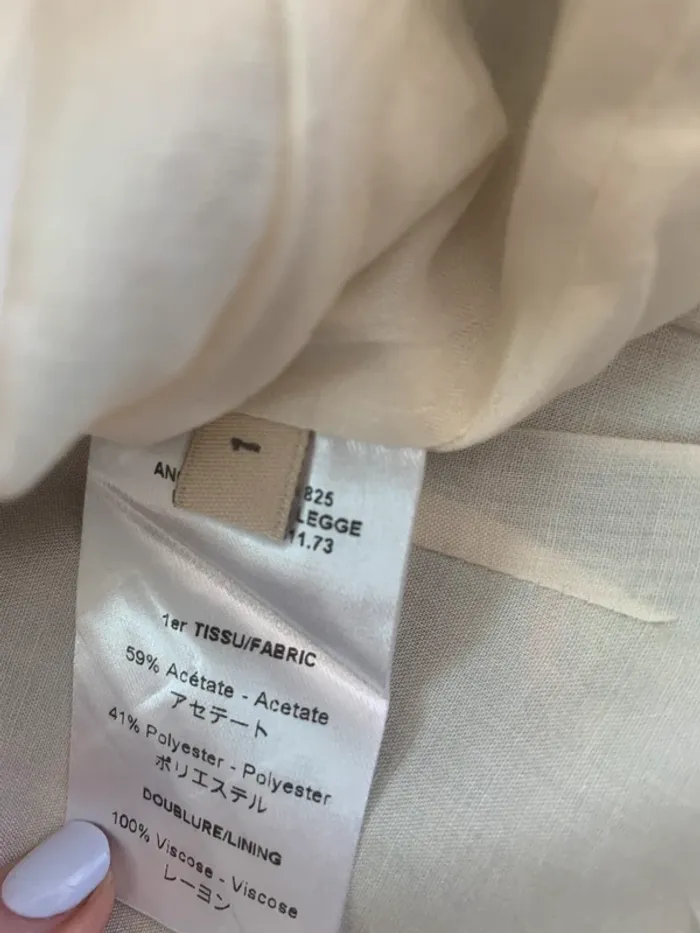 1
825
LEGGE
11.73
1er TISSU/FABRIC
59% Acétate - Acetate
アセテート
41% Polyester - Polyester
ポリエステル
DOUBLURE/LINING
100% Viscose - Viscose
レーヨン